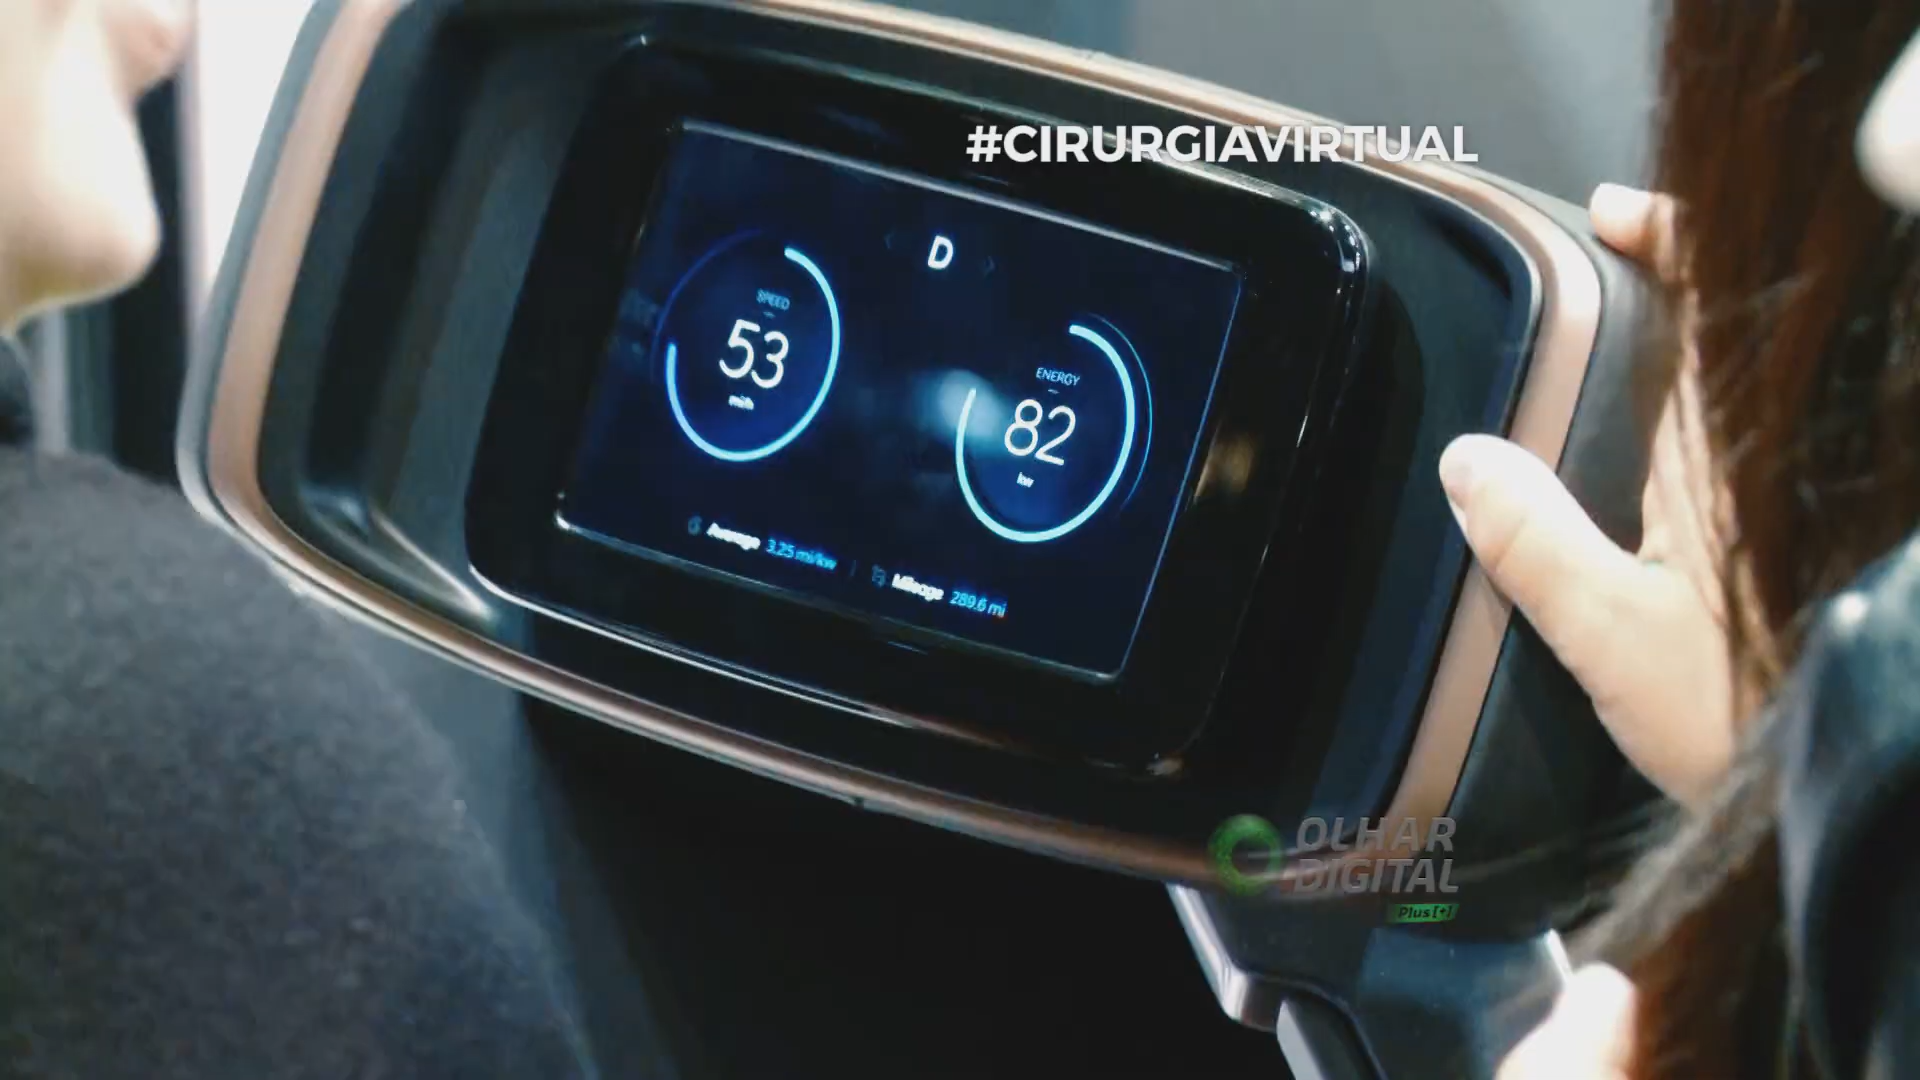 #CIRURGIAVIRTUAL
D
SPEED
53
mi/h
ENERGY
82
kw
Average 3.25 mi/kw
Mileage 289.6 mi
OLHAR
DIGITAL
Plus[+]